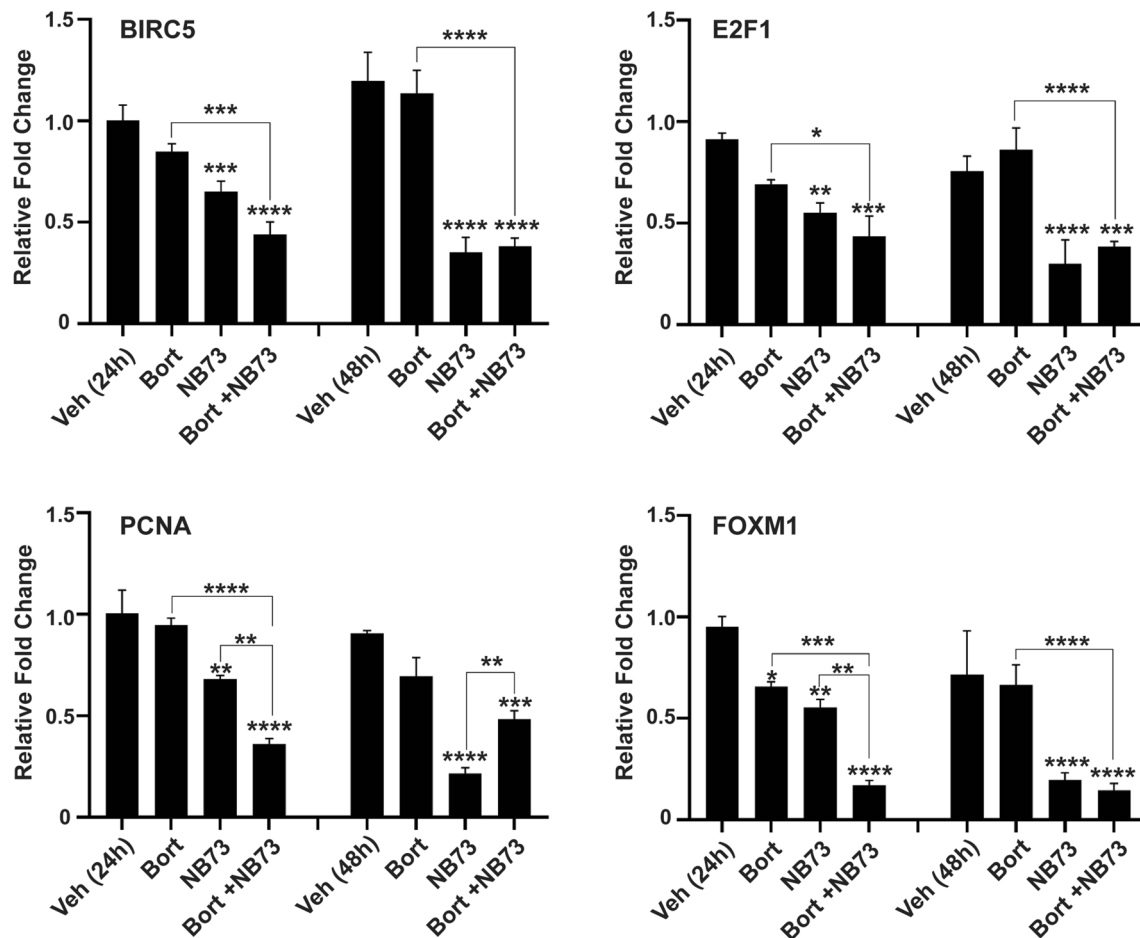 BIRC5
Relative Fold Change
1.5
1.0
0.5
0
***
***
****
****
****
****
Veh (24h)
Bort
NB73
Bort +NB73
Veh (48h)
Bort
NB73
Bort +NB73
E2F1
Relative Fold Change
1.5
1.0
0.5
0
*
**
***
****
****
***
Veh (24h)
Bort
NB73
Bort +NB73
Veh (48h)
Bort
NB73
Bort +NB73
PCNA
Relative Fold Change
1.5
1.0
0.5
0
****
**
**
****
**
****
***
Veh (24h)
Bort
NB73
Bort +NB73
Veh (48h)
Bort
NB73
Bort +NB73
FOXM1
Relative Fold Change
1.5
1.0
0.5
0
***
**
*
**
****
****
****
****
Veh (24h)
Bort
NB73
Bort +NB73
Veh (48h)
Bort
NB73
Bort +NB73